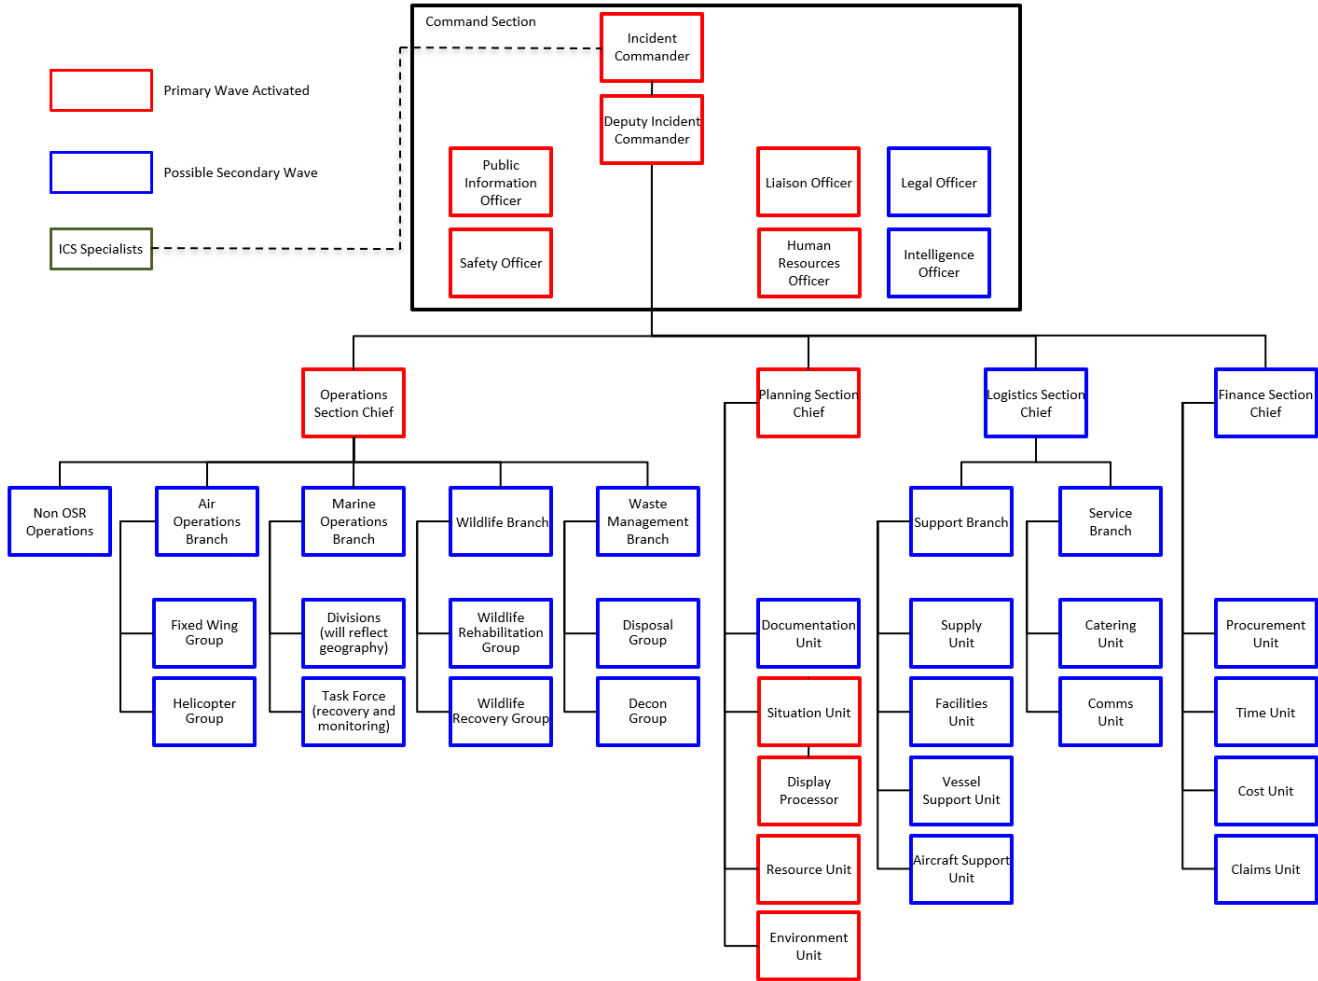 Command Section
Incident
Commander
Primary Wave Activated
Deputy Incident
Commander
Possible Secondary Wave
Public
Information
Officer
Liaison Officer
Legal Officer
ICS Specialists
Safety Officer
Human
Resources
Officer
Intelligence
Officer
Operations
Section Chief
Planning Section
Chief
Logistics Section
Chief
Finance Section
Chief
Non OSR
Operations
Air
Operations
Branch
Marine
Operations
Branch
Wildlife Branch
Waste
Management
Branch
Support Branch
Service
Branch
Fixed Wing
Group
Divisions
(will reflect
geography)
Wildlife
Rehabilitation
Group
Disposal
Group
Documentation
Unit
Supply
Unit
Catering
Unit
Procurement
Unit
Helicopter
Group
Task Force
(recovery and
monitoring)
Wildlife
Recovery Group
Decon
Group
Situation Unit
Facilities
Unit
Comms
Unit
Time Unit
Display
Processor
Vessel
Support Unit
Cost Unit
Resource Unit
Aircraft Support
Unit
Claims Unit
Environment
Unit